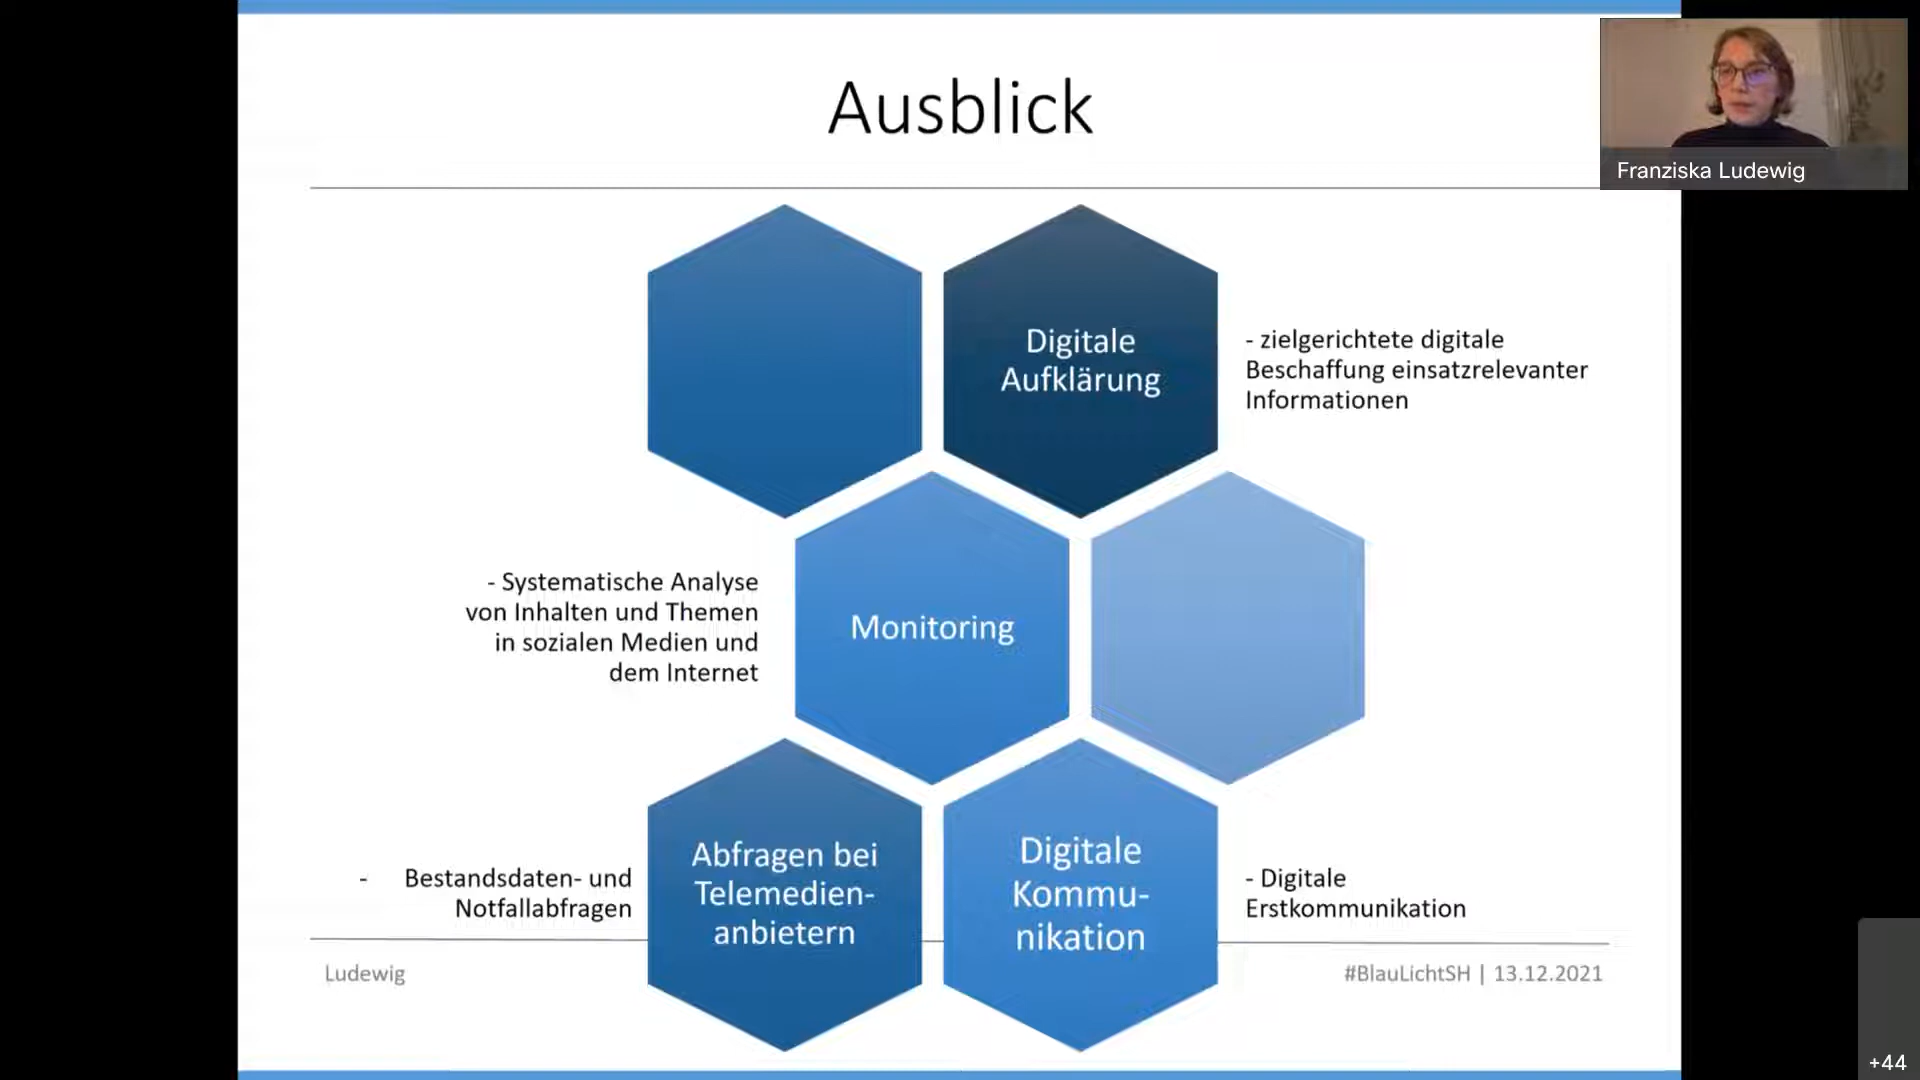 Ausblick
Franziska Ludewig
Digitale
Aufklärung
- zielgerichtete digitale
Beschaffung einsatzrelevanter
Informationen
- Systematische Analyse
von Inhalten und Themen
in sozialen Medien und
dem Internet
Monitoring
- Bestandsdaten- und
Notfallabfragen
Abfragen bei
Telemedien-
anbietern
Digitale
Kommu-
nikation
- Digitale
Erstkommunikation
Ludewig
#BlauLichtSH | 13.12.2021
+44